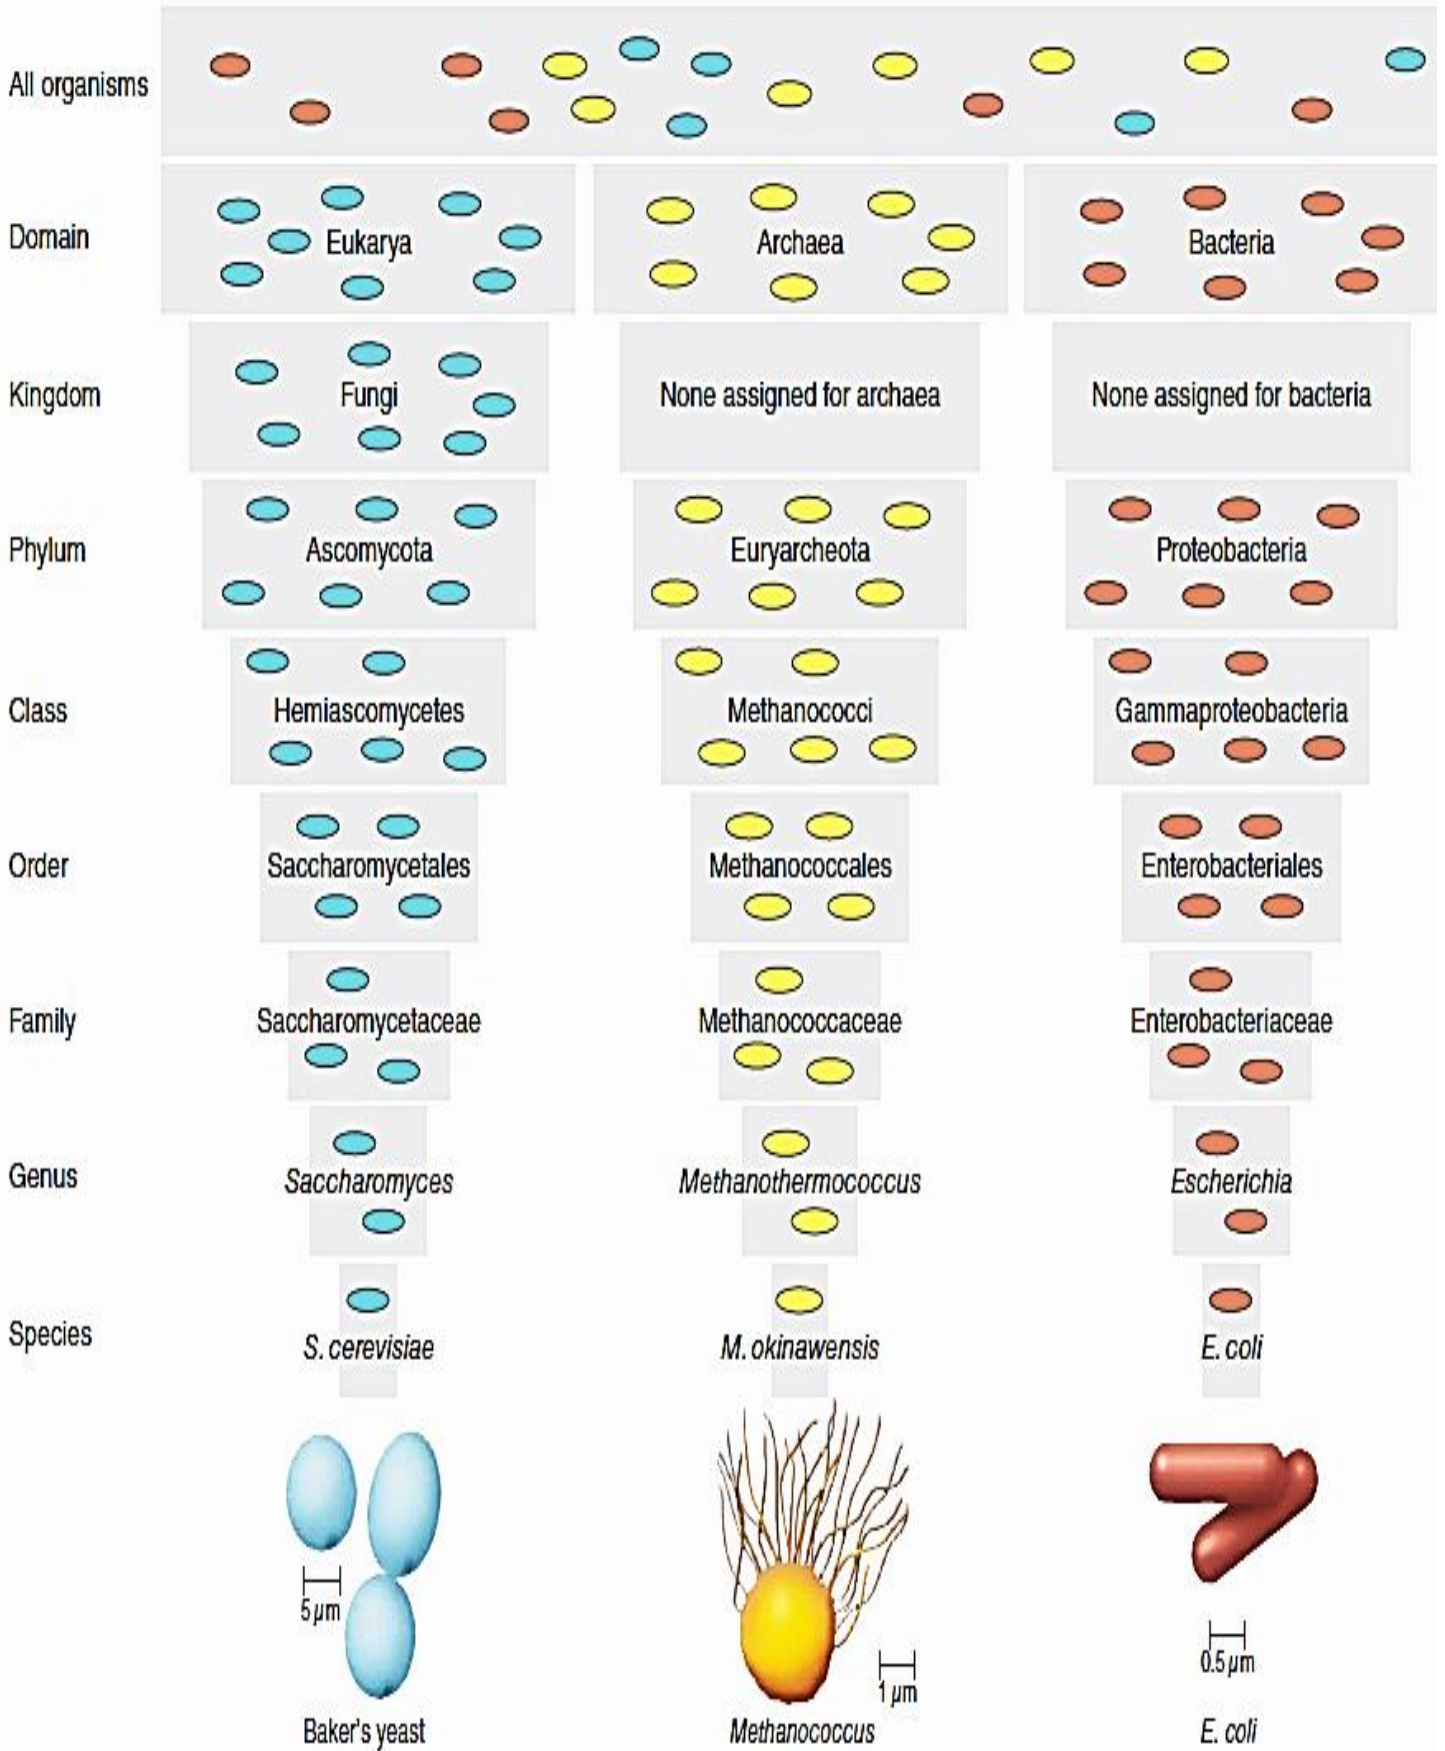 All organisms
Domain
Eukarya
Archaea
Bacteria
Kingdom
Fungi
None assigned for archaea
None assigned for bacteria
Phylum
Ascomycota
Euryarcheota
Proteobacteria
Class
Hemiascomycetes
Methanococci
Gammaproteobacteria
Order
Saccharomycetales
Methanococcales
Enterobacteriales
Family
Saccharomycetaceae
Methanococcaceae
Enterobacteriaceae
Genus
Saccharomyces
Methanothermococcus
Escherichia
Species
S. cerevisiae
M. okinawensis
E. coli
5 µm
1 µm
0.5 µm
Baker's yeast
Methanococcus
E. coli